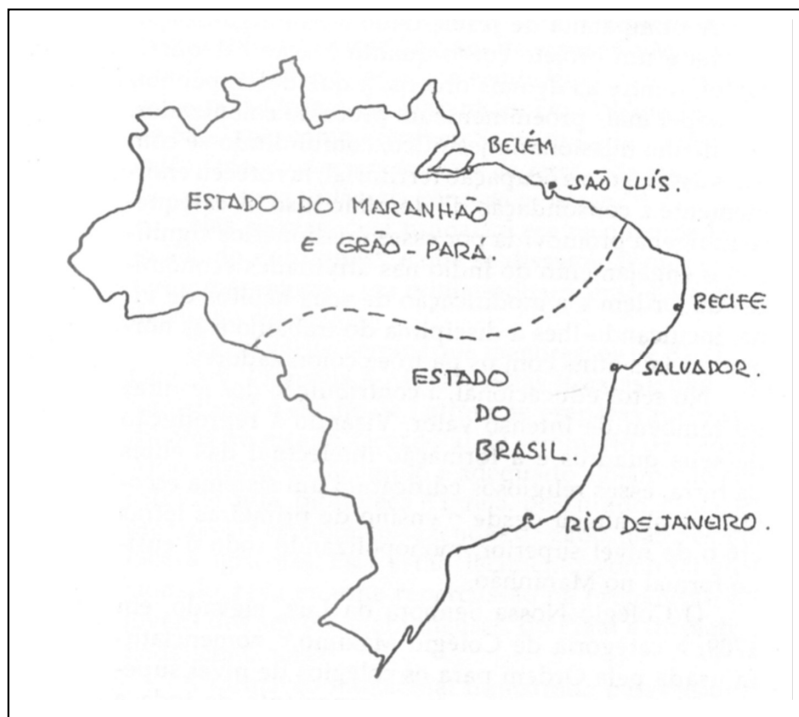 BELÉM
SÃO LUÍS.
ESTADO DO MARANHÃO
E GRÃO-PARÁ.
RECIFE.
SALVADOR.
ESTADO
DO
BRASIL.
RIO DE JANEIRO.